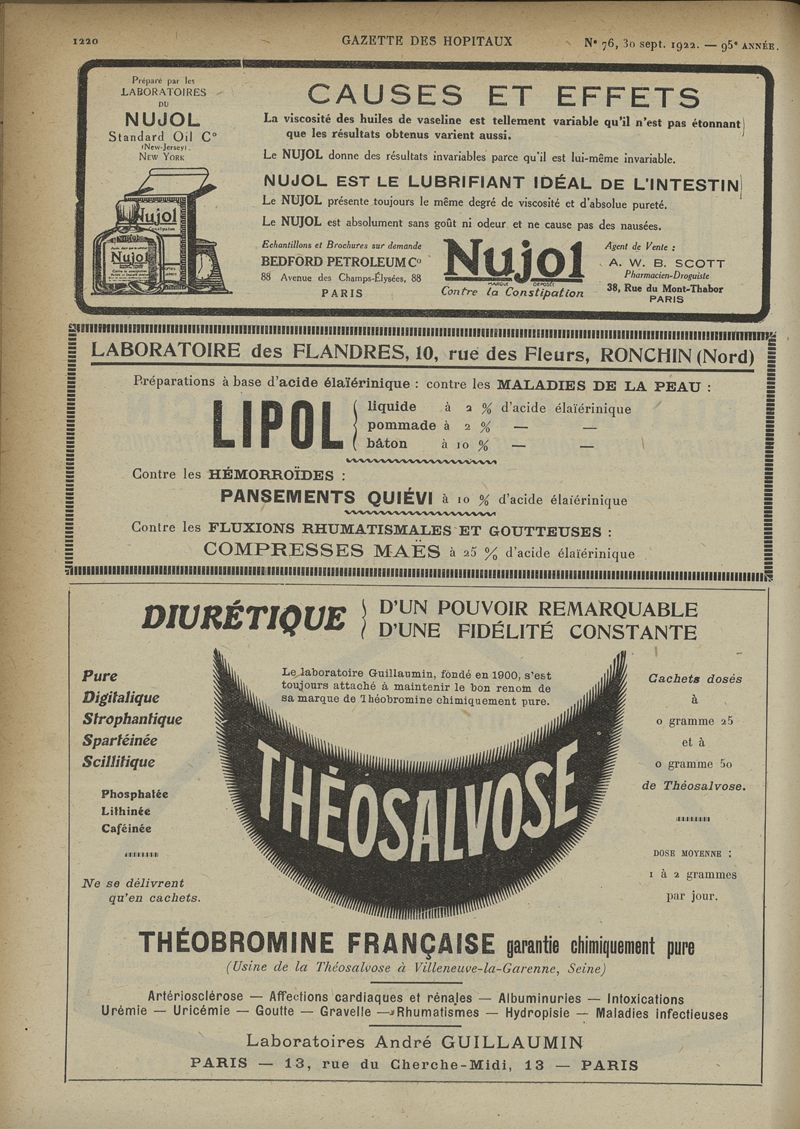 1220
GAZETTE DES HOPITAUX
N° 76, 30 sept. 1922. — 95e ANNÉE.
Préparé par les
LABORATOIRES
DU
NUJOL
Standard Oil Co
(New-Jersey).
NEW YORK
Nujol
Nujol
CAUSES ET EFFETS
La viscosité des huiles de vaseline est tellement variable qu'il n'est pas étonnant
que les résultats obtenus varient aussi.
Le NUJOL donne des résultats invariables parce qu'il est lui-même invariable.
NUJOL EST LE LUBRIFIANT IDÉAL DE L'INTESTIN
Le NUJOL présente toujours le même degré de viscosité et d'absolue pureté.
Le NUJOL est absolument sans goût ni odeur et ne cause pas des nausées.
Echantillons et Brochures sur demande
BEDFORD PETROLEUM Co
88 Avenue des Champs-Élysées, 88
PARIS
Nujol
MARQUE DÉPOSÉE
Contre la Constipation
Agent de Vente :
A. W. B. SCOTT
Pharmacien-Droguiste
38, Rue du Mont-Thabor
PARIS
LABORATOIRE des FLANDRES, 10, rue des Fleurs, RONCHIN (Nord)
Préparations à base d'acide élaïérinique : contre les MALADIES DE LA PEAU :
LIPOL
liquide à 2 % d'acide élaïérinique
pommade à 2 % — —
bâton à 10 % — —
Contre les HÉMORROÏDES :
PANSEMENTS QUIÉVI à 10 % d'acide élaïérinique
Contre les FLUXIONS RHUMATISMALES ET GOUTTEUSES :
COMPRESSES MAËS à 25 % d'acide élaïérinique
DIURÉTIQUE
D'UN POUVOIR REMARQUABLE
D'UNE FIDÉLITÉ CONSTANTE
Pure
Digitalique
Strophantique
Spartéinée
Scillitique
Phosphatée
Lithinée
Caféinée
Ne se délivrent
qu'en cachets.
Le laboratoire Guillaumin, fondé en 1900, s'est
toujours attaché à maintenir le bon renom de
sa marque de Théobromine chimiquement pure.
THÉOSALVOSE
Cachets dosés
à
0 gramme 25
et à
0 gramme 50
de Théosalvose.
DOSE MOYENNE :
1 à 2 grammes
par jour.
THÉOBROMINE FRANÇAISE garantie chimiquement pure
(Usine de la Théosalvose à Villeneuve-la-Garenne, Seine)
Artériosclérose — Affections cardiaques et rénales — Albuminuries — Intoxications
Urémie — Uricémie — Goutte — Gravelle — Rhumatismes — Hydropisie — Maladies infectieuses
Laboratoires André GUILLAUMIN
PARIS — 13, rue du Cherche-Midi, 13 — PARIS